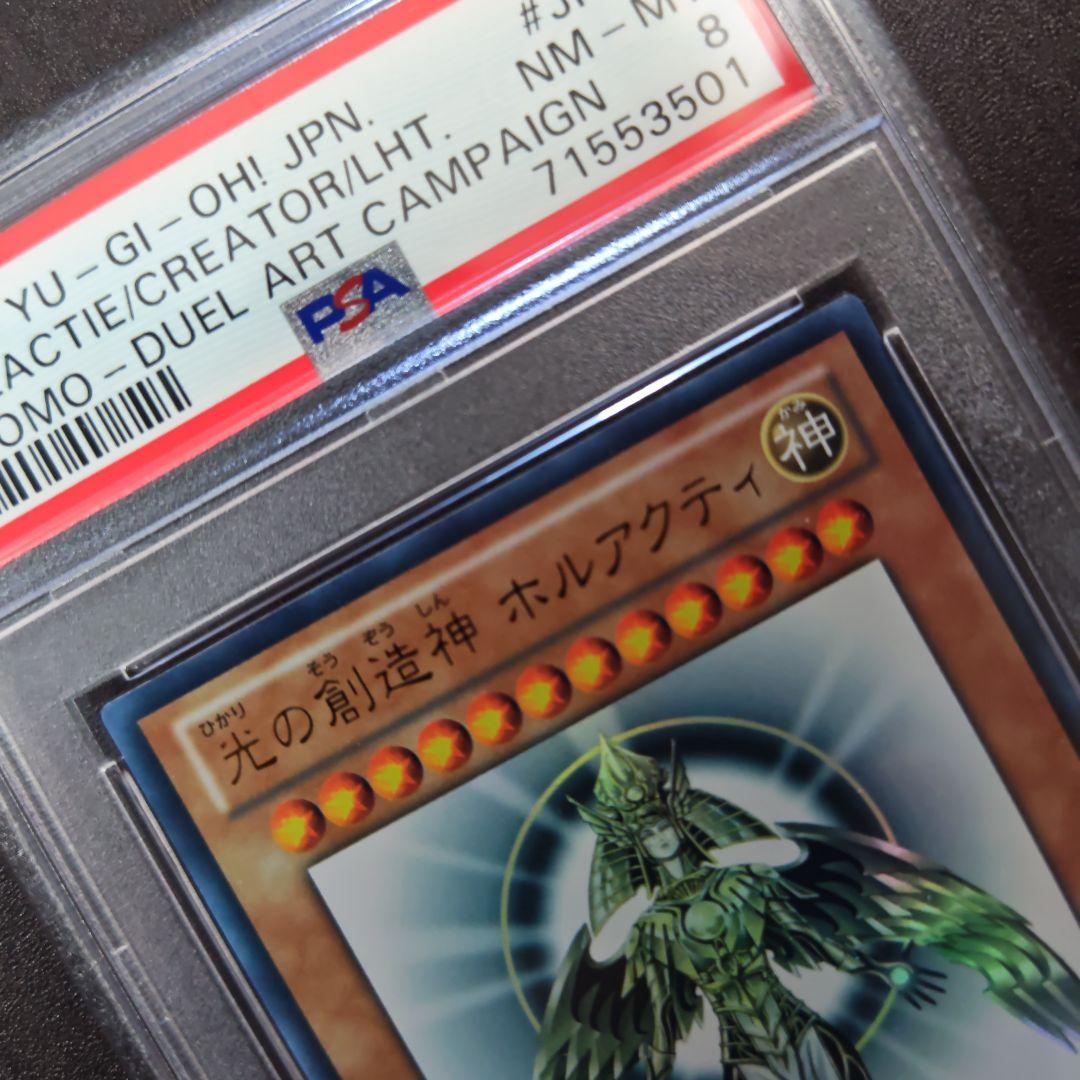 YU-GI-OH! JPN.
ACTIE/CREATOR/LHT.
OMO-DUEL ART CAMPAIGN
NM-M
8
71553501
PSA
かみ
神
ひかり そう ぞう しん
光の創造神 ホルアクティ